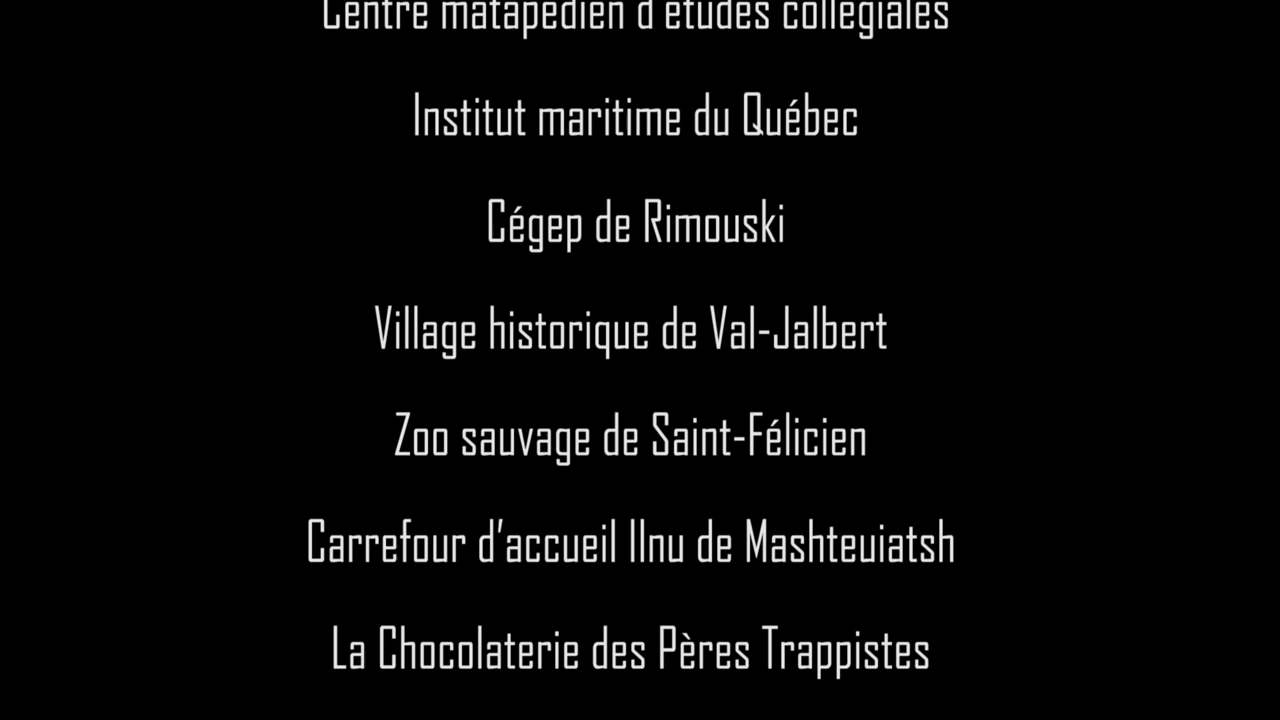 Centre matapédien d'études collégiales
Institut maritime du Québec
Cégep de Rimouski
Village historique de Val-Jalbert
Zoo sauvage de Saint-Félicien
Carrefour d’accueil Ilnu de Mashteuiatsh
La Chocolaterie des Pères Trappistes